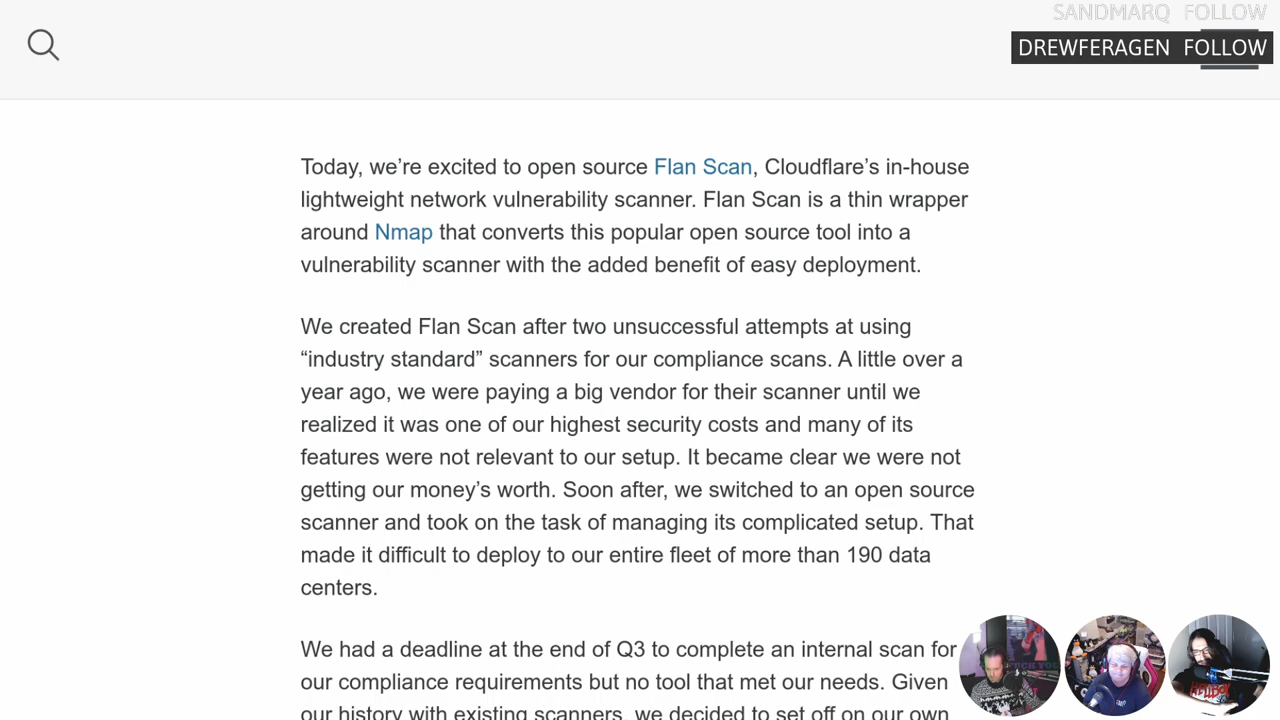 SANDMARQ FOLLOW
DREWFERAGEN FOLLOW
Today, we’re excited to open source Flan Scan, Cloudflare’s in-house
lightweight network vulnerability scanner. Flan Scan is a thin wrapper
around Nmap that converts this popular open source tool into a
vulnerability scanner with the added benefit of easy deployment.
We created Flan Scan after two unsuccessful attempts at using
“industry standard” scanners for our compliance scans. A little over a
year ago, we were paying a big vendor for their scanner until we
realized it was one of our highest security costs and many of its
features were not relevant to our setup. It became clear we were not
getting our money’s worth. Soon after, we switched to an open source
scanner and took on the task of managing its complicated setup. That
made it difficult to deploy to our entire fleet of more than 190 data
centers.
We had a deadline at the end of Q3 to complete an internal scan for
our compliance requirements but no tool that met our needs. Given
our history with existing scanners, we decided to set off on our own